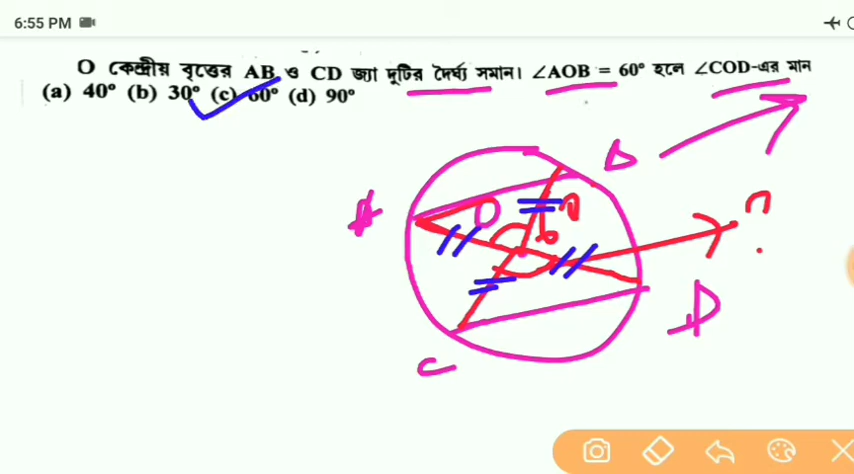 6:55 PM
O কেন্দ্রীয় বৃত্তের AB ও CD জ্যা দুটির দৈর্ঘ্য সমান। ∠AOB = 60° হলে ∠COD-এর মান
(a) 40° (b) 30° (c) 60° (d) 90°
A
B
O
?
C
D